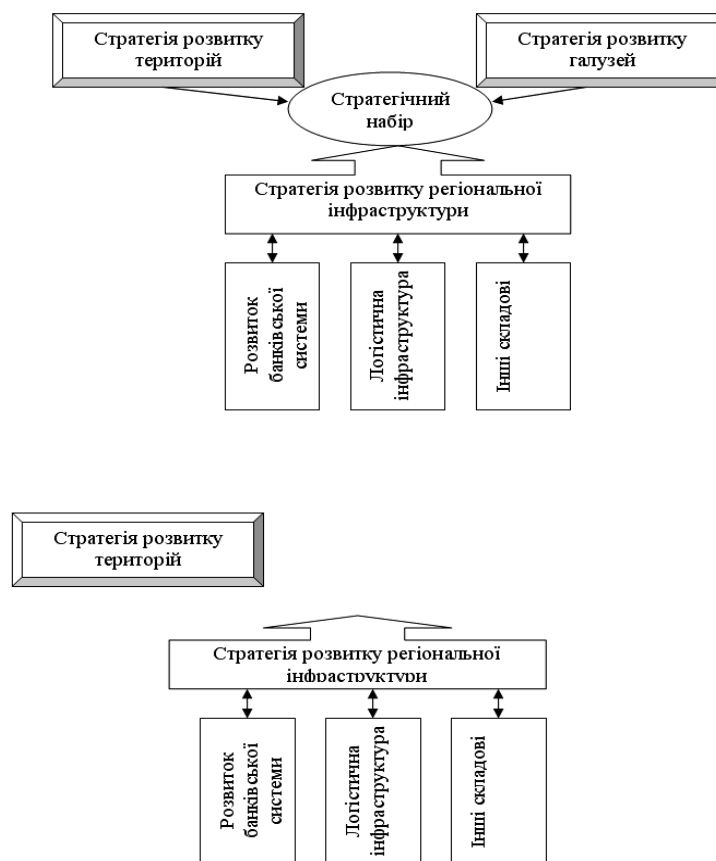 Стратегія розвитку
територій
Стратегія розвитку
галузей
Стратегічний
набір
Стратегія розвитку регіональної
інфраструктури
Розвиток
банківської
системи
Логістична
інфраструктура
Інші складові
Стратегія розвитку
територій
Стратегія розвитку регіональної
інфраструктури
Розвиток
банківської
системи
Логістична
інфраструктура
Інші складові